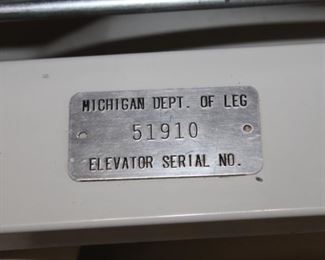 MICHIGAN DEPT. OF LEG
51910
ELEVATOR SERIAL NO.